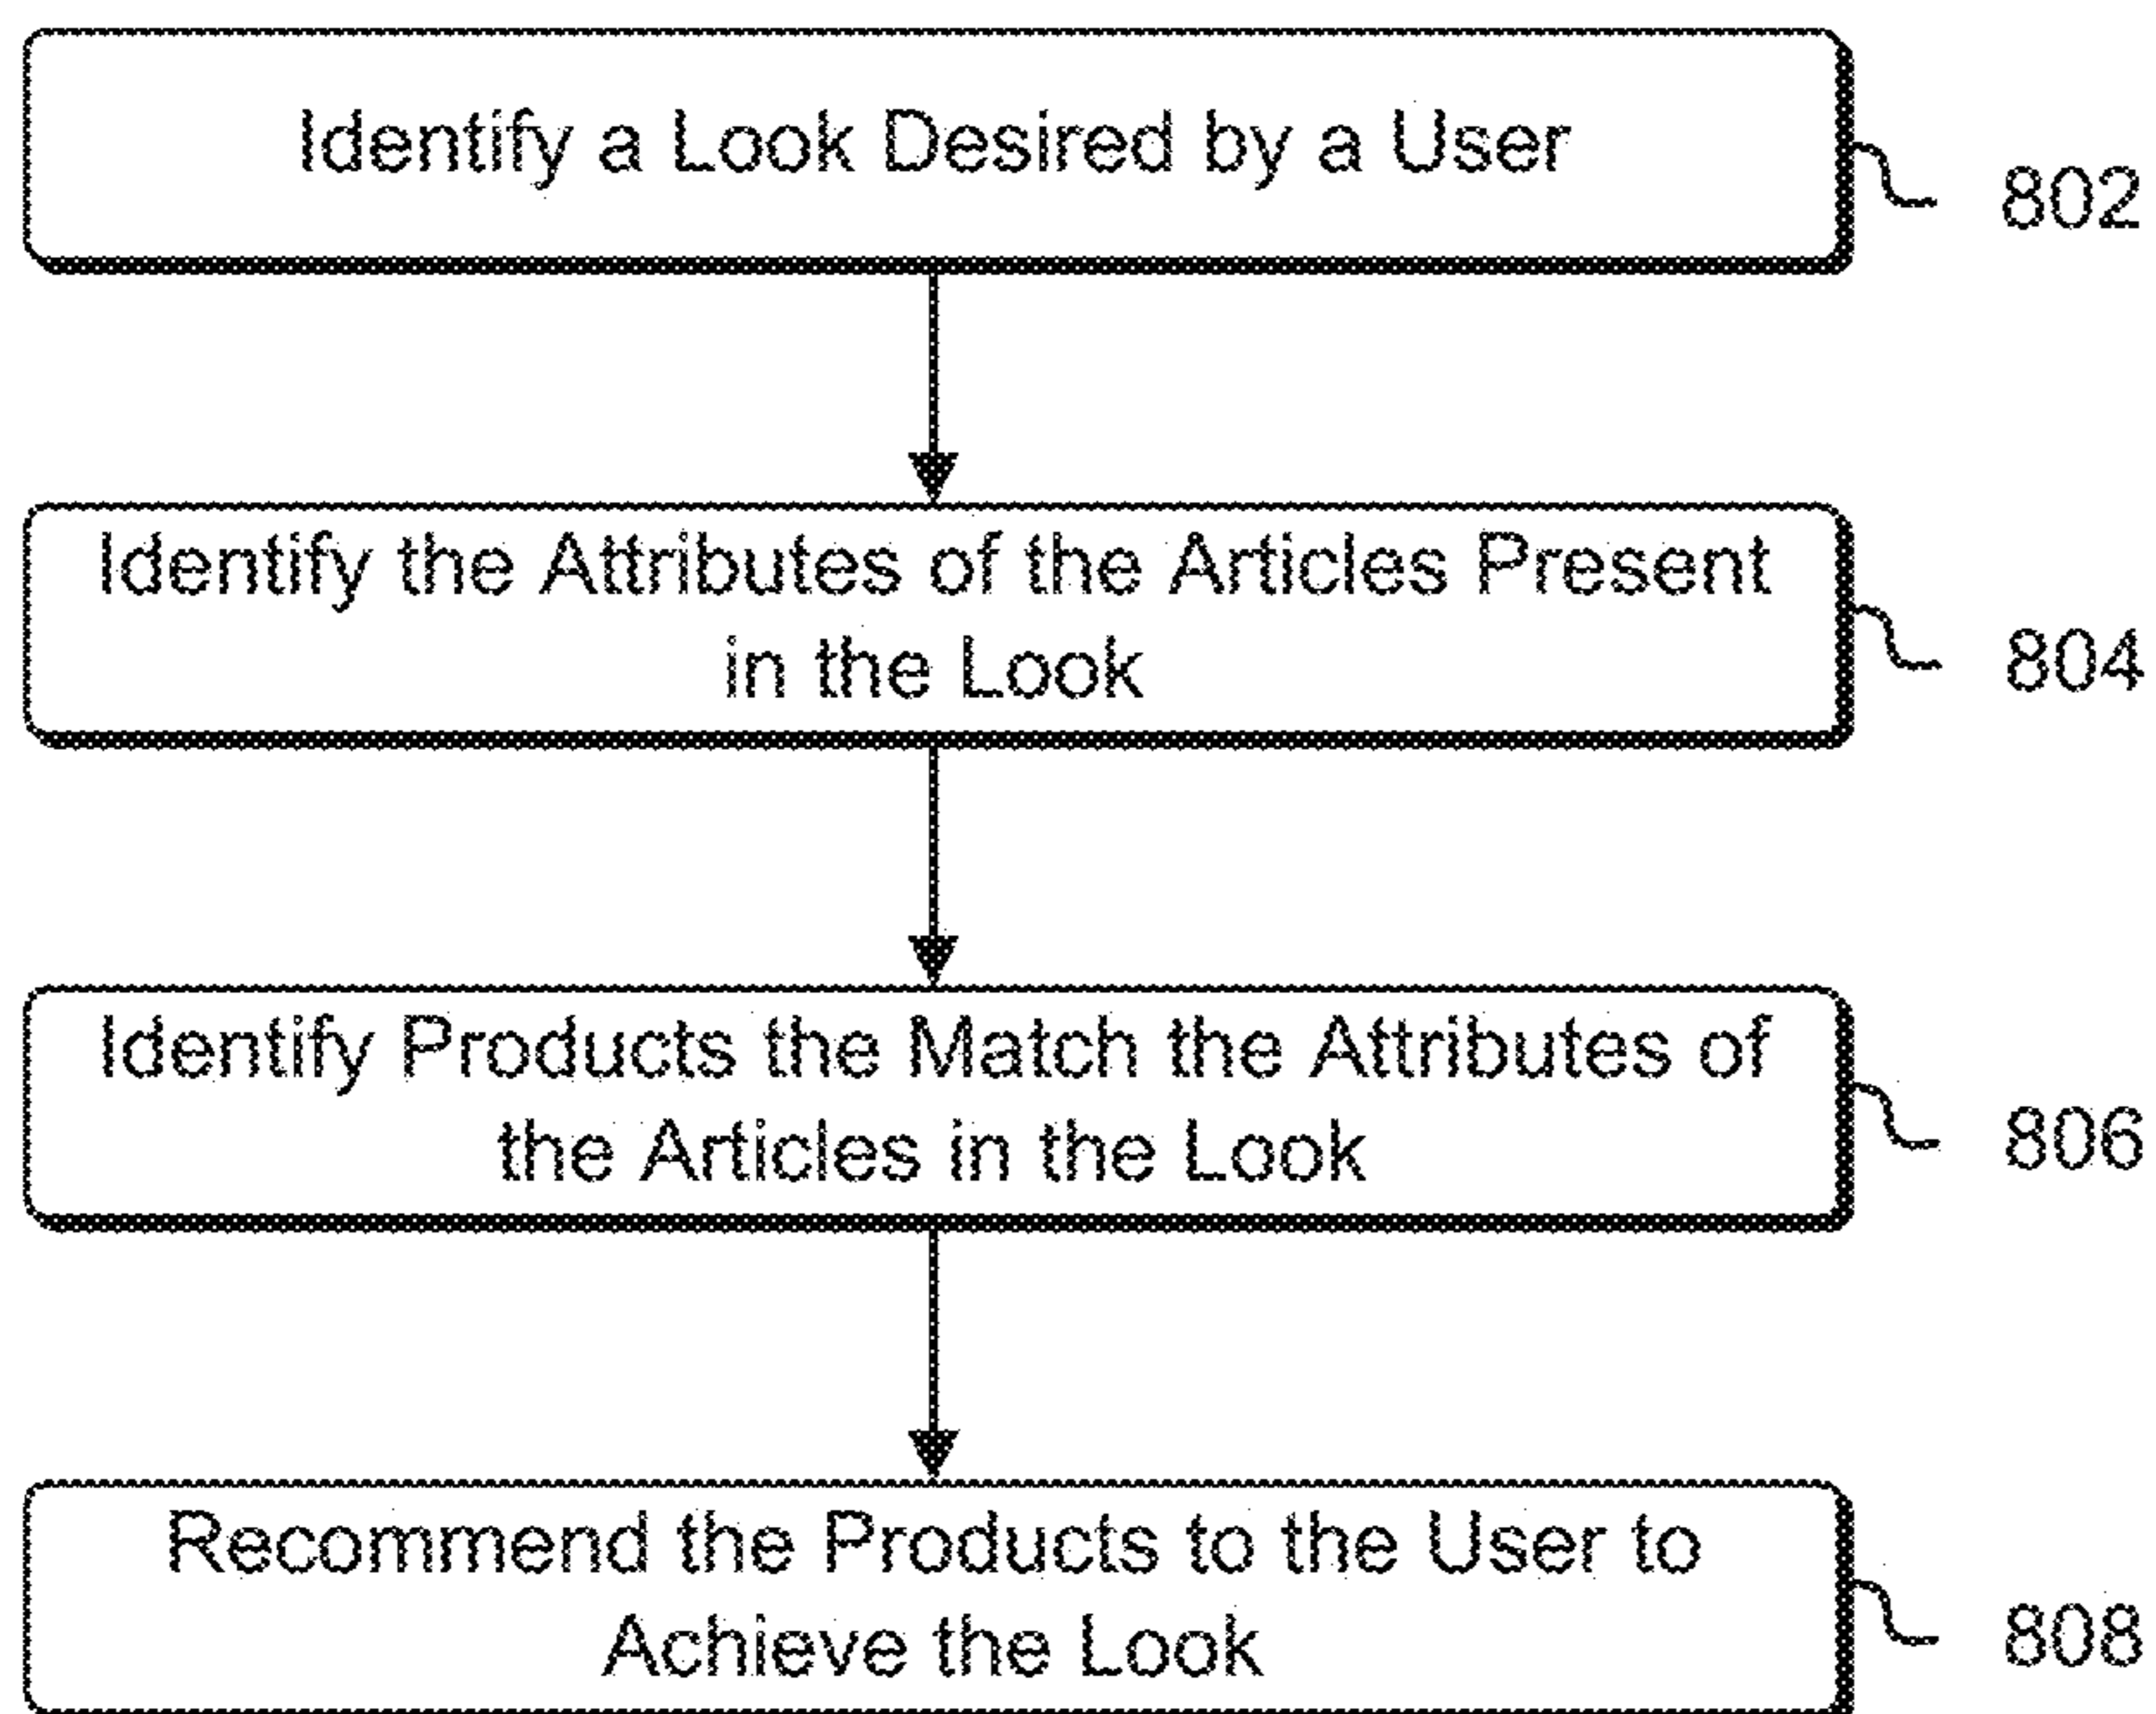 Identify a Look Desired by a User
802
Identify the Attributes of the Articles Present
in the Look
804
Identify Products the Match the Attributes of
the Articles in the Look
806
Recommend the Products to the User to
Achieve the Look
808